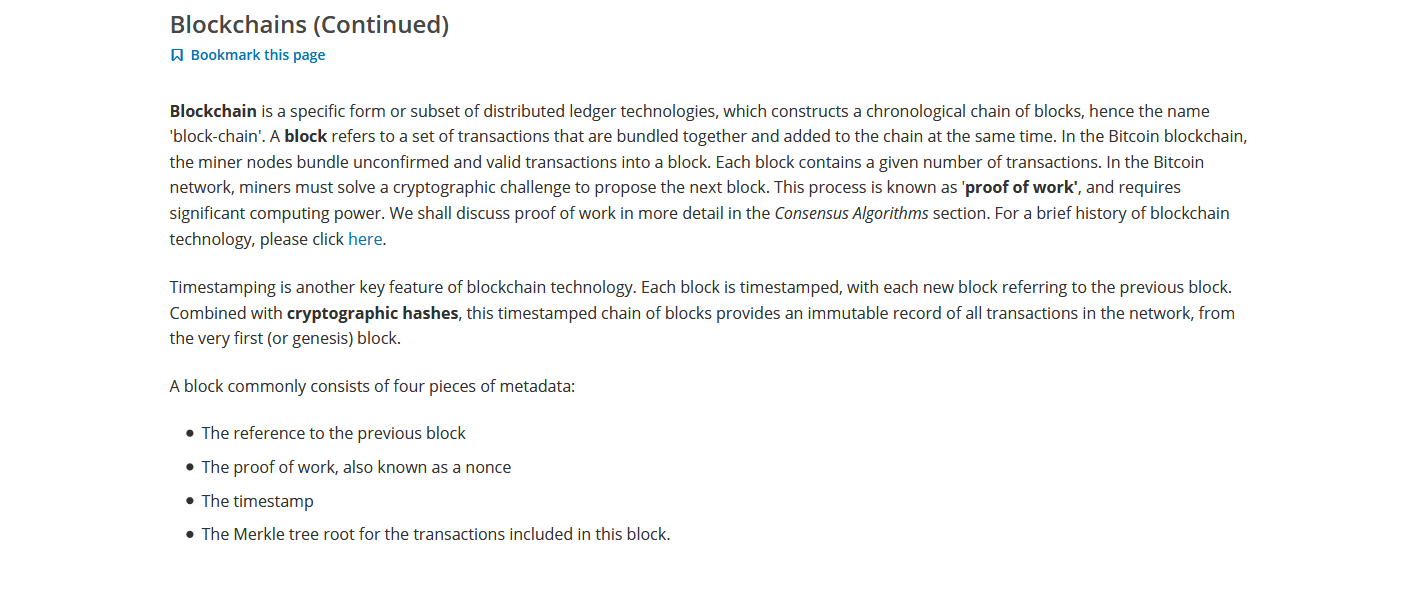 Blockchains (Continued)
Bookmark this page
Blockchain is a specific form or subset of distributed ledger technologies, which constructs a chronological chain of blocks, hence the name
'block-chain'. A block refers to a set of transactions that are bundled together and added to the chain at the same time. In the Bitcoin blockchain,
the miner nodes bundle unconfirmed and valid transactions into a block. Each block contains a given number of transactions. In the Bitcoin
network, miners must solve a cryptographic challenge to propose the next block. This process is known as 'proof of work', and requires
significant computing power. We shall discuss proof of work in more detail in the Consensus Algorithms section. For a brief history of blockchain
technology, please click here.
Timestamping is another key feature of blockchain technology. Each block is timestamped, with each new block referring to the previous block.
Combined with cryptographic hashes, this timestamped chain of blocks provides an immutable record of all transactions in the network, from
the very first (or genesis) block.
A block commonly consists of four pieces of metadata:
• The reference to the previous block
• The proof of work, also known as a nonce
• The timestamp
• The Merkle tree root for the transactions included in this block.